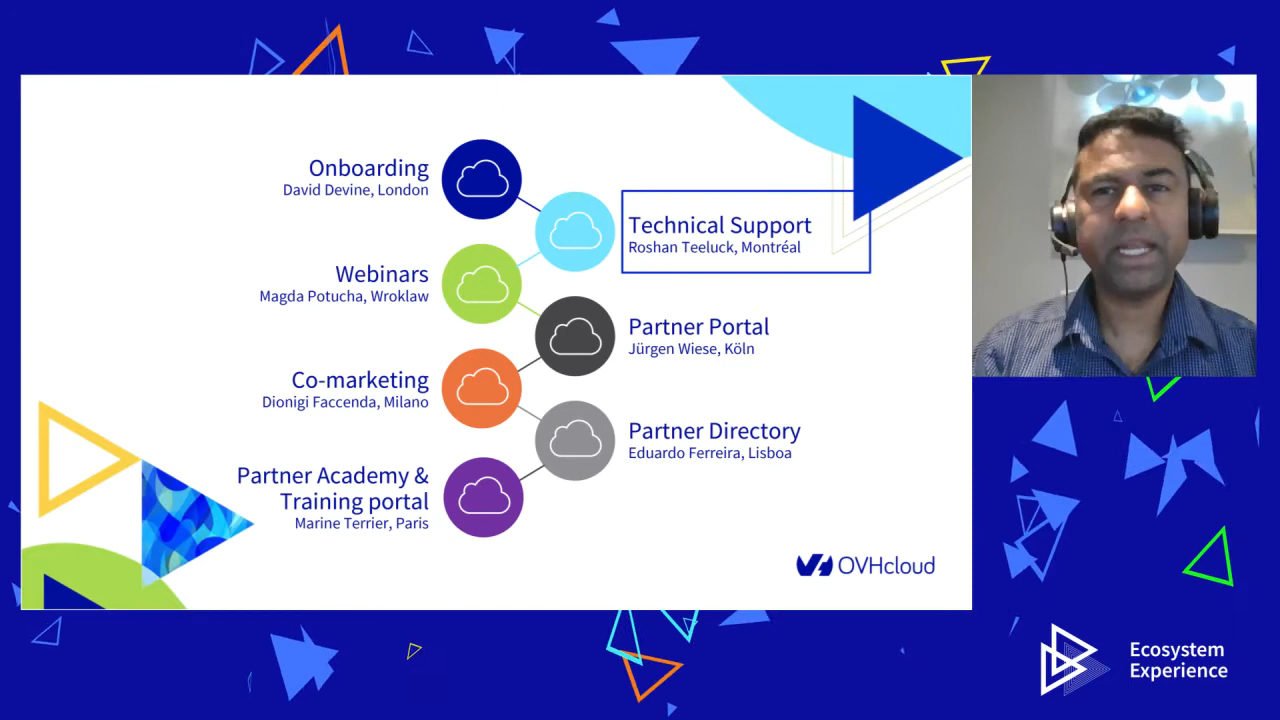 Onboarding
David Devine, London
Technical Support
Roshan Teeluck, Montréal
Webinars
Magda Potucha, Wroklaw
Partner Portal
Jürgen Wiese, Köln
Co-marketing
Dionigi Faccenda, Milano
Partner Directory
Eduardo Ferreira, Lisboa
Partner Academy &
Training portal
Marine Terrier, Paris
OVHcloud
Ecosystem
Experience